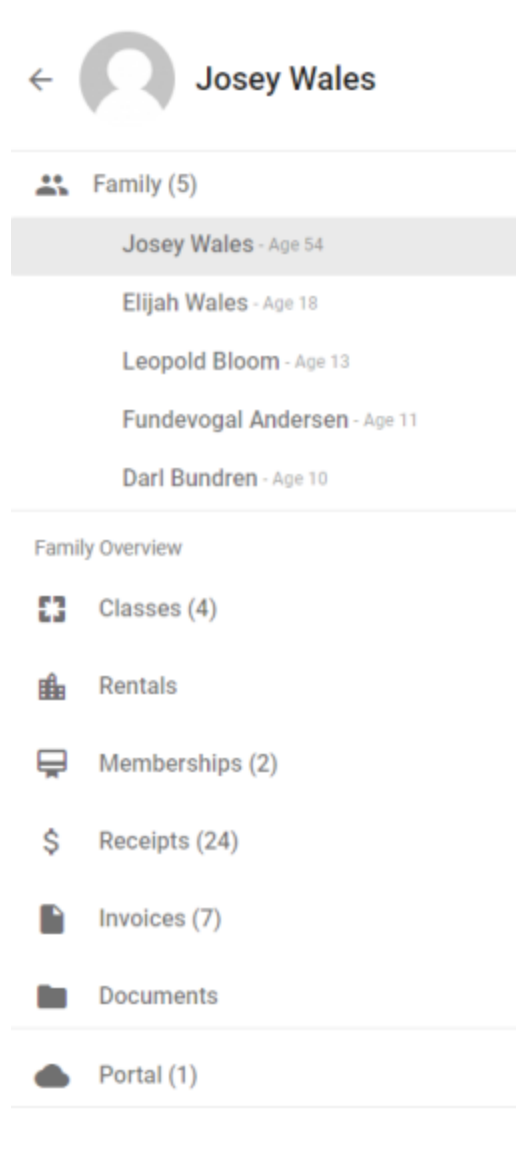 Josey Wales
Family (5)
Josey Wales - Age 54
Elijah Wales - Age 18
Leopold Bloom - Age 13
Fundevogal Andersen - Age 11
Darl Bundren - Age 10
Family Overview
Classes (4)
Rentals
Memberships (2)
Receipts (24)
Invoices (7)
Documents
Portal (1)